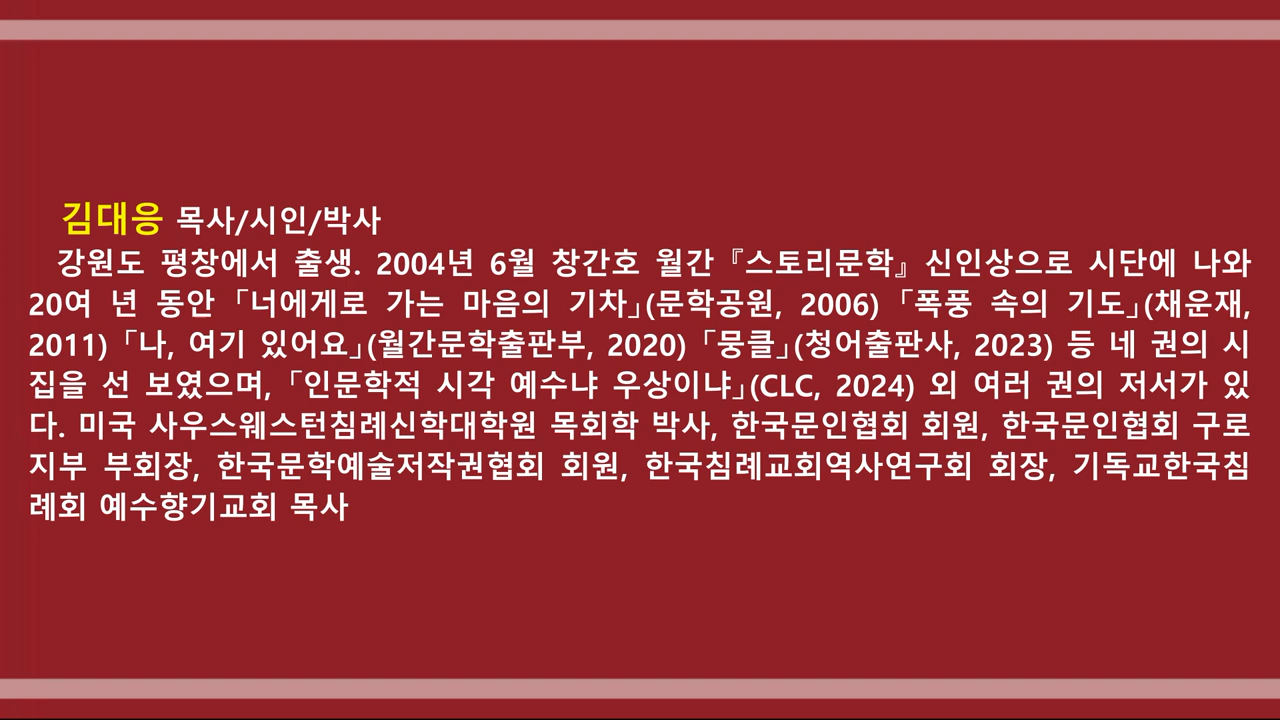 김대응 목사/시인/박사
강원도 평창에서 출생. 2004년 6월 창간호 월간『스토리문학』신인상으로 시단에 나와
20여 년 동안「너에게로 가는 마음의 기차」(문학공원, 2006)「폭풍 속의 기도」(채운재,
2011)「나, 여기 있어요」(월간문학출판부, 2020)「뭉클」(청어출판사, 2023) 등 네 권의 시
집을 선 보였으며,「인문학적 시각 예수냐 우상이냐」(CLC, 2024) 외 여러 권의 저서가 있
다. 미국 사우스웨스턴침례신학대학원 목회학 박사, 한국문인협회 회원, 한국문인협회 구로
지부 부회장, 한국문학예술저작권협회 회원, 한국침례교회역사연구회 회장, 기독교한국침
례회 예수향기교회 목사